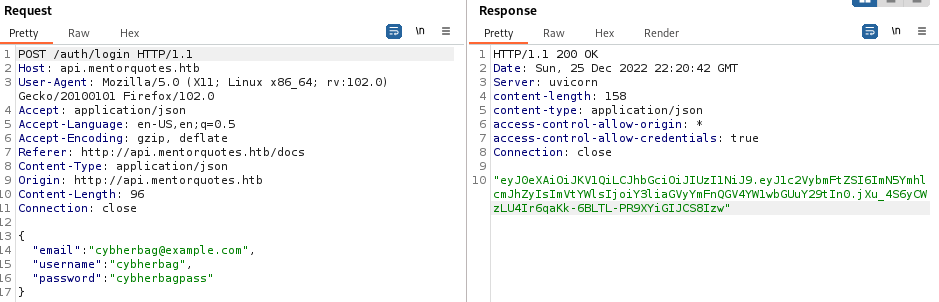 Request
Pretty Raw Hex
\n
1 POST /auth/login HTTP/1.1
2 Host: api.mentorquotes.htb
3 User-Agent: Mozilla/5.0 (X11; Linux x86_64; rv:102.0)
Gecko/20100101 Firefox/102.0
4 Accept: application/json
5 Accept-Language: en-US,en;q=0.5
6 Accept-Encoding: gzip, deflate
7 Referer: http://api.mentorquotes.htb/docs
8 Content-Type: application/json
9 Origin: http://api.mentorquotes.htb
10 Content-Length: 96
11 Connection: close
12
13 {
14 "email":"cybherbag@example.com",
15 "username":"cybherbag",
16 "password":"cybherbagpass"
17 }
Response
Pretty Raw Hex Render
\n
1 HTTP/1.1 200 OK
2 Date: Sun, 25 Dec 2022 22:20:42 GMT
3 Server: uvicorn
4 content-length: 158
5 content-type: application/json
6 access-control-allow-origin: *
7 access-control-allow-credentials: true
8 Connection: close
9
10 "eyJ0eXAiOiJKV1QiLCJhbGciOiJIUzI1NiJ9.eyJ1c2VybmFtZSI6ImN5Ymhl
cmJhZyIsImVtYWlsIjoiY3liaGVyYmFnQGV4YW1wbGUuY29tIn0.jXu_4S6yCW
zLU4Ir6qaKk-6BLTL-PR9XYiGIJCS8Izw"